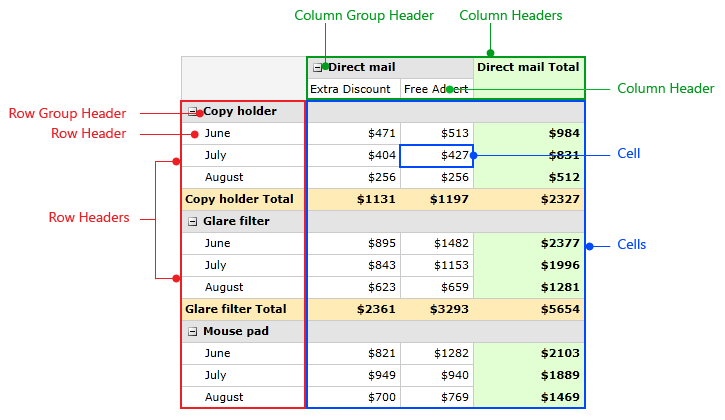 Column Group Header Column Headers
Direct mail Direct mail Total
Extra Discount Free Advert Column Header
Row Group Header Copy holder
Row Header June $471 $513 $984
July $404 $427 $831 Cell
August $256 $256 $512
Copy holder Total $1131 $1197 $2327
Row Headers Glare filter
June $895 $1482 $2377 Cells
July $843 $1153 $1996
August $623 $659 $1281
Glare filter Total $2361 $3293 $5654
Mouse pad
June $821 $1282 $2103
July $949 $940 $1889
August $700 $769 $1469